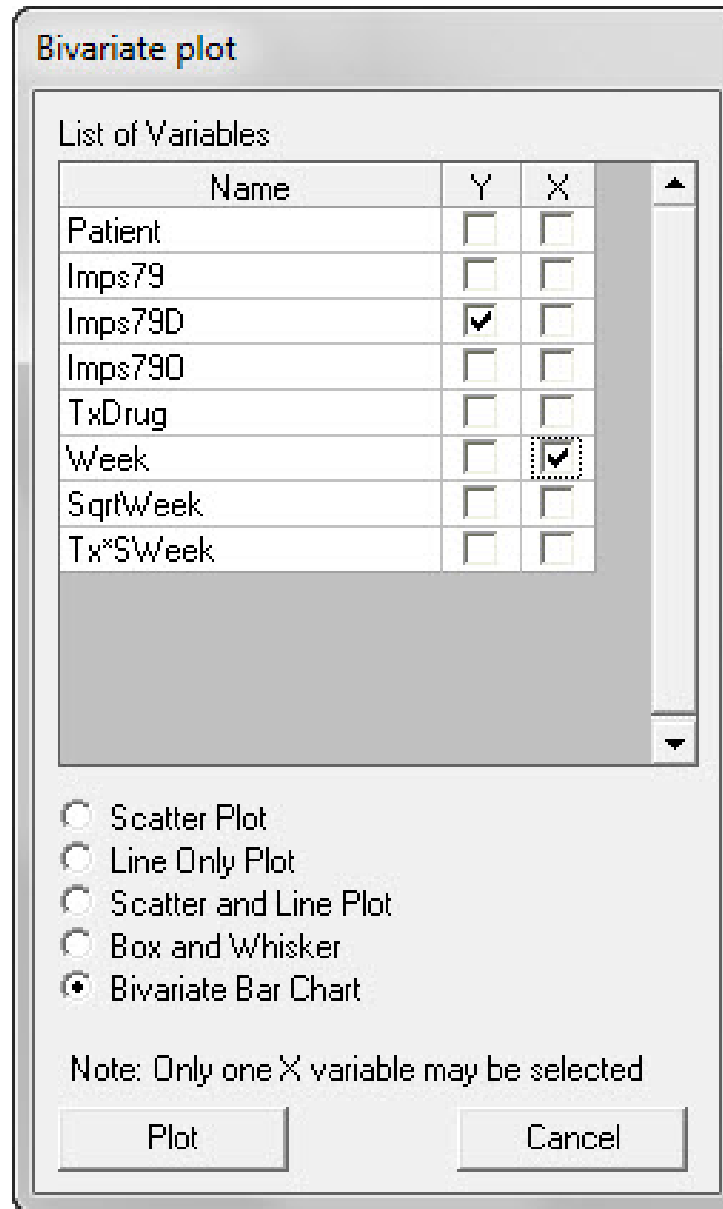 Bivariate plot
List of Variables
Name Y X
Patient
Imps79
Imps79D
Imps79O
TxDrug
Week
SqrtWeek
Tx*SWeek
Scatter Plot
Line Only Plot
Scatter and Line Plot
Box and Whisker
Bivariate Bar Chart
Note: Only one X variable may be selected
Plot Cancel